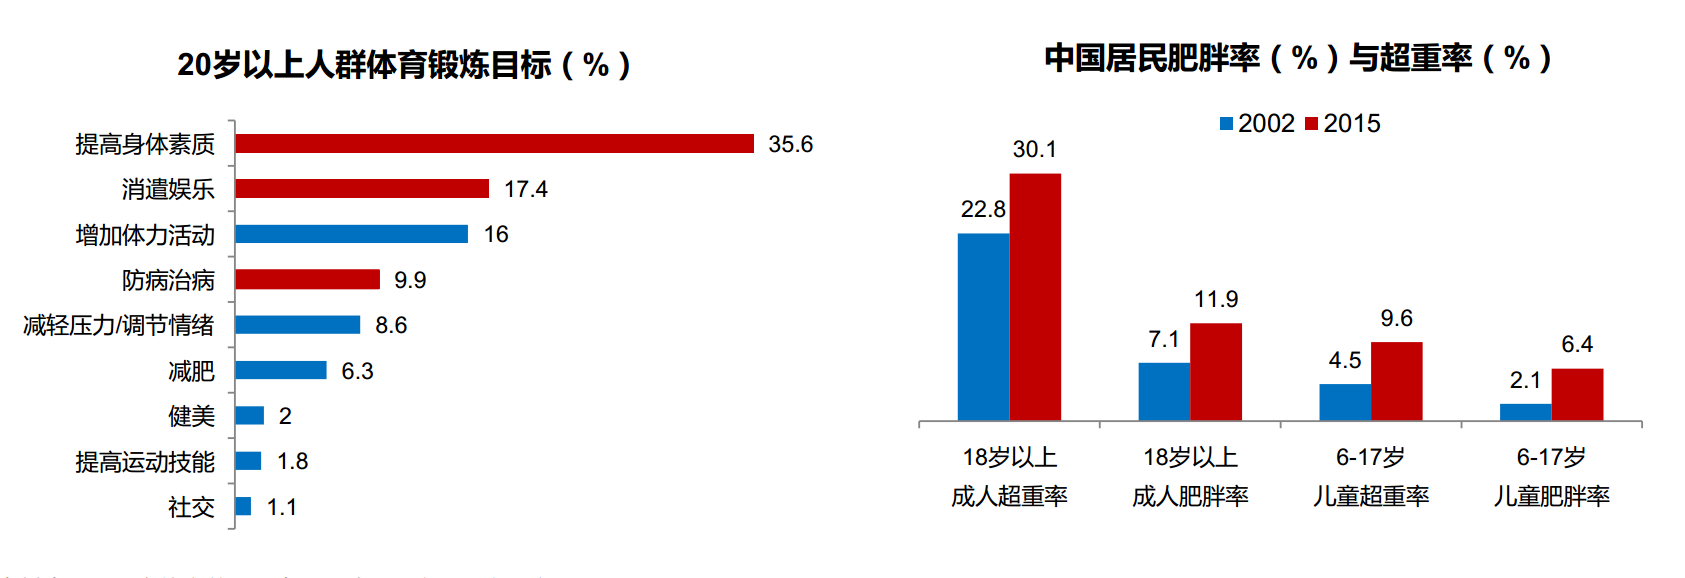 20岁以上人群体育锻炼目标（%）
提高身体素质 35.6
消遣娱乐 17.4
增加体力活动 16
防病治病 9.9
减轻压力/调节情绪 8.6
减肥 6.3
健美 2
提高运动技能 1.8
社交 1.1
中国居民肥胖率（%）与超重率（%）
2002 2015
22.8 30.1
7.1 11.9
4.5 9.6
2.1 6.4
18岁以上
成人超重率
18岁以上
成人肥胖率
6-17岁
儿童超重率
6-17岁
儿童肥胖率